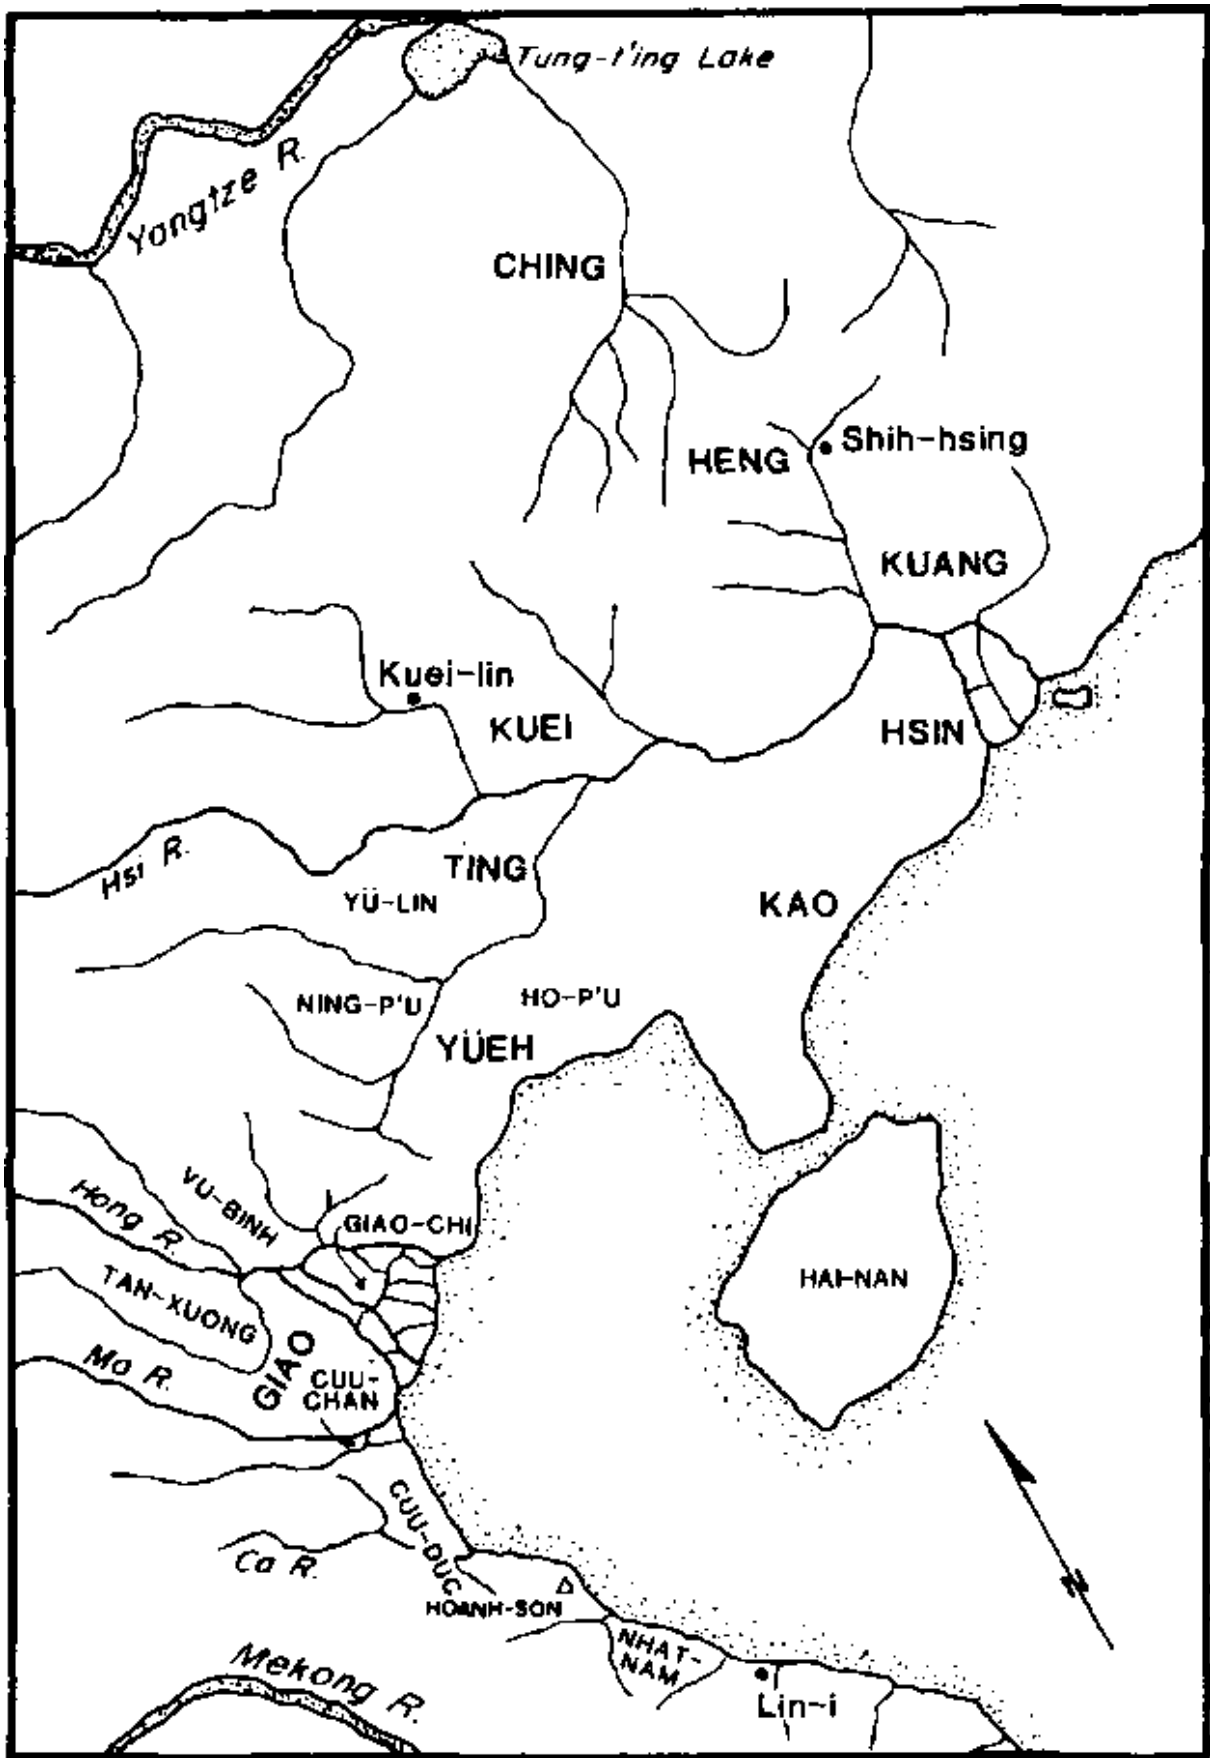 Tung-t'ing Lake
Yangtze R.
CHING
Shih-hsing
HENG
KUANG
Kuei-lin
KUEI
HSIN
Hsi R.
TING
YÜ-LIN
KAO
NING-P'U
HO-P'U
YÜEH
VU-BINH
Hong R.
GIAO-CHI
TAN-XUONG
HAI-NAN
GIAO
Ma R.
CUU-
CHAN
CUU-DUC
Ca R.
HOANH-SON
NHAT-
NAM
Mekong R.
Lin-i
N